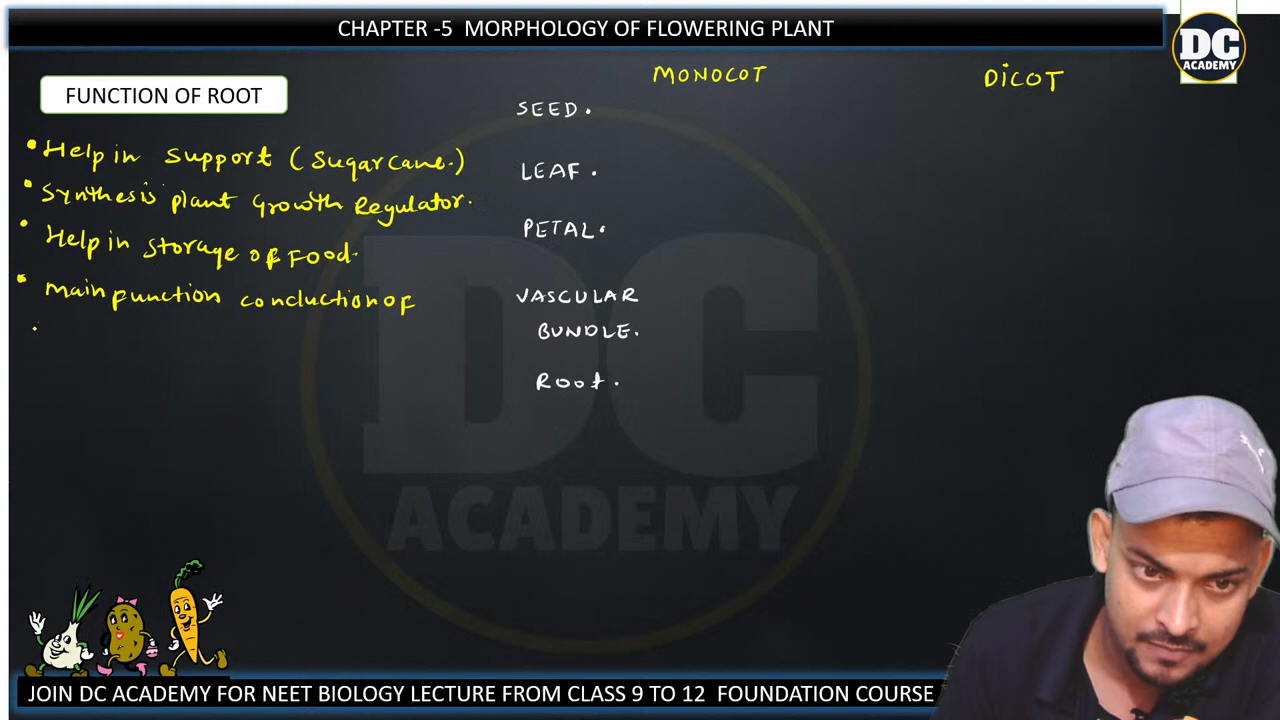 CHAPTER -5 MORPHOLOGY OF FLOWERING PLANT
DC
ACADEMY
FUNCTION OF ROOT
• Help in support (Sugarcane.)
• Synthesis plant Growth Regulator.
• Help in storage of Food.
• main function conduction of
MONOCOT
DICOT
SEED.
LEAF.
PETAL.
VASCULAR
BUNDLE.
Root.
DC
ACADEMY
JOIN DC ACADEMY FOR NEET BIOLOGY LECTURE FROM CLASS 9 TO 12 FOUNDATION COURSE